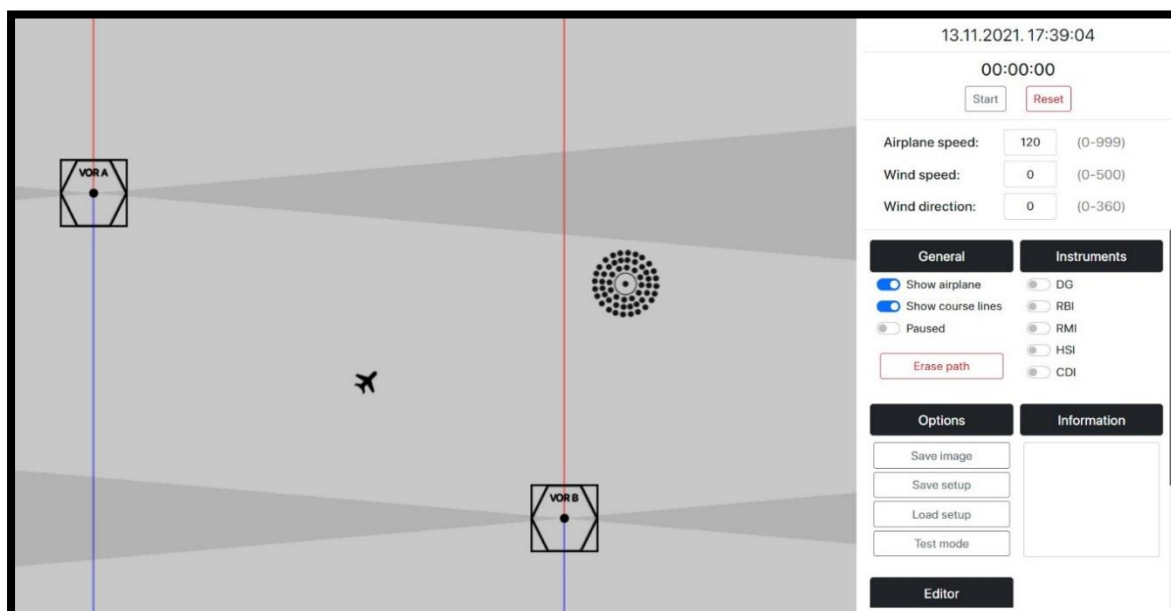 VOR A
VOR B
13.11.2021. 17:39:04
00:00:00
Start Reset
Airplane speed: 120 (0-999)
Wind speed: 0 (0-500)
Wind direction: 0 (0-360)
General Instruments
Show airplane DG
Show course lines RBI
Paused RMI
HSI
Erase path CDI
Options Information
Save image
Save setup
Load setup
Test mode
Editor